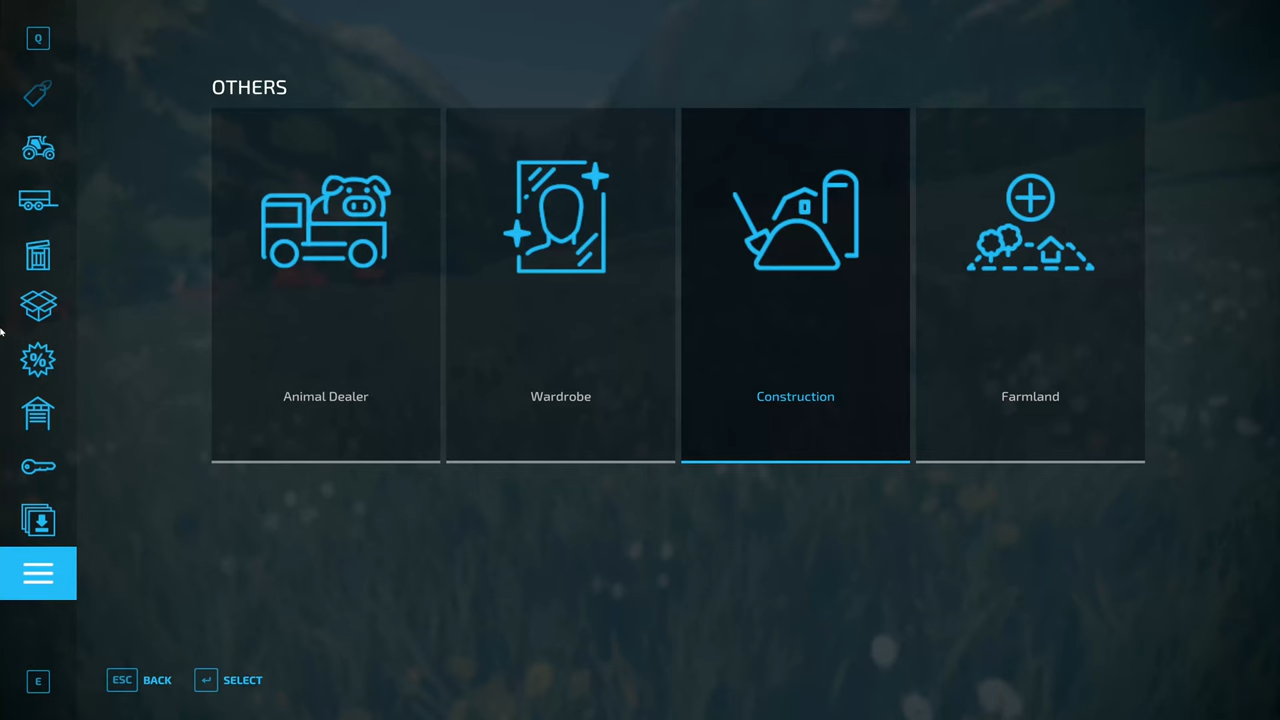 Q
OTHERS
%
Animal Dealer
Wardrobe
Construction
Farmland
E
ESC BACK
↵ SELECT